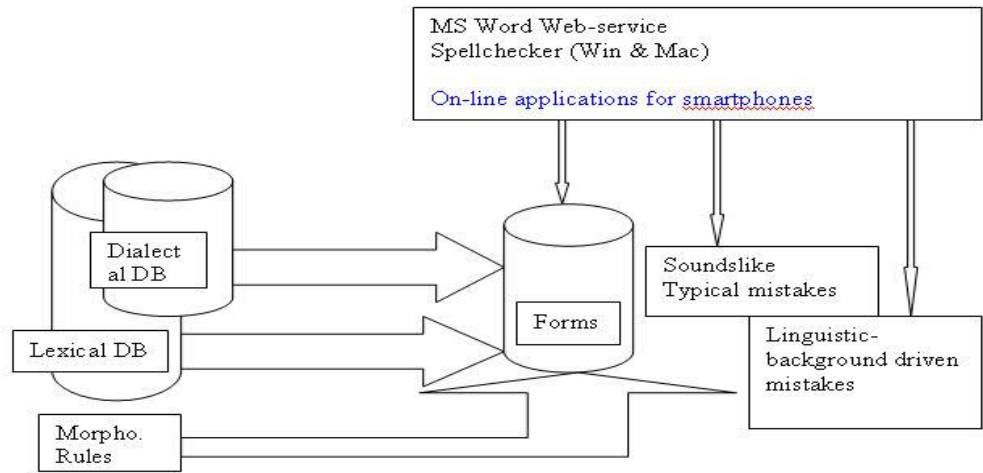 MS Word Web-service
Spellchecker (Win & Mac)
On-line applications for smartphones
Dialect
al DB
Lexical DB
Morpho.
Rules
Forms
Soundslike
Typical mistakes
Linguistic-
background driven
mistakes